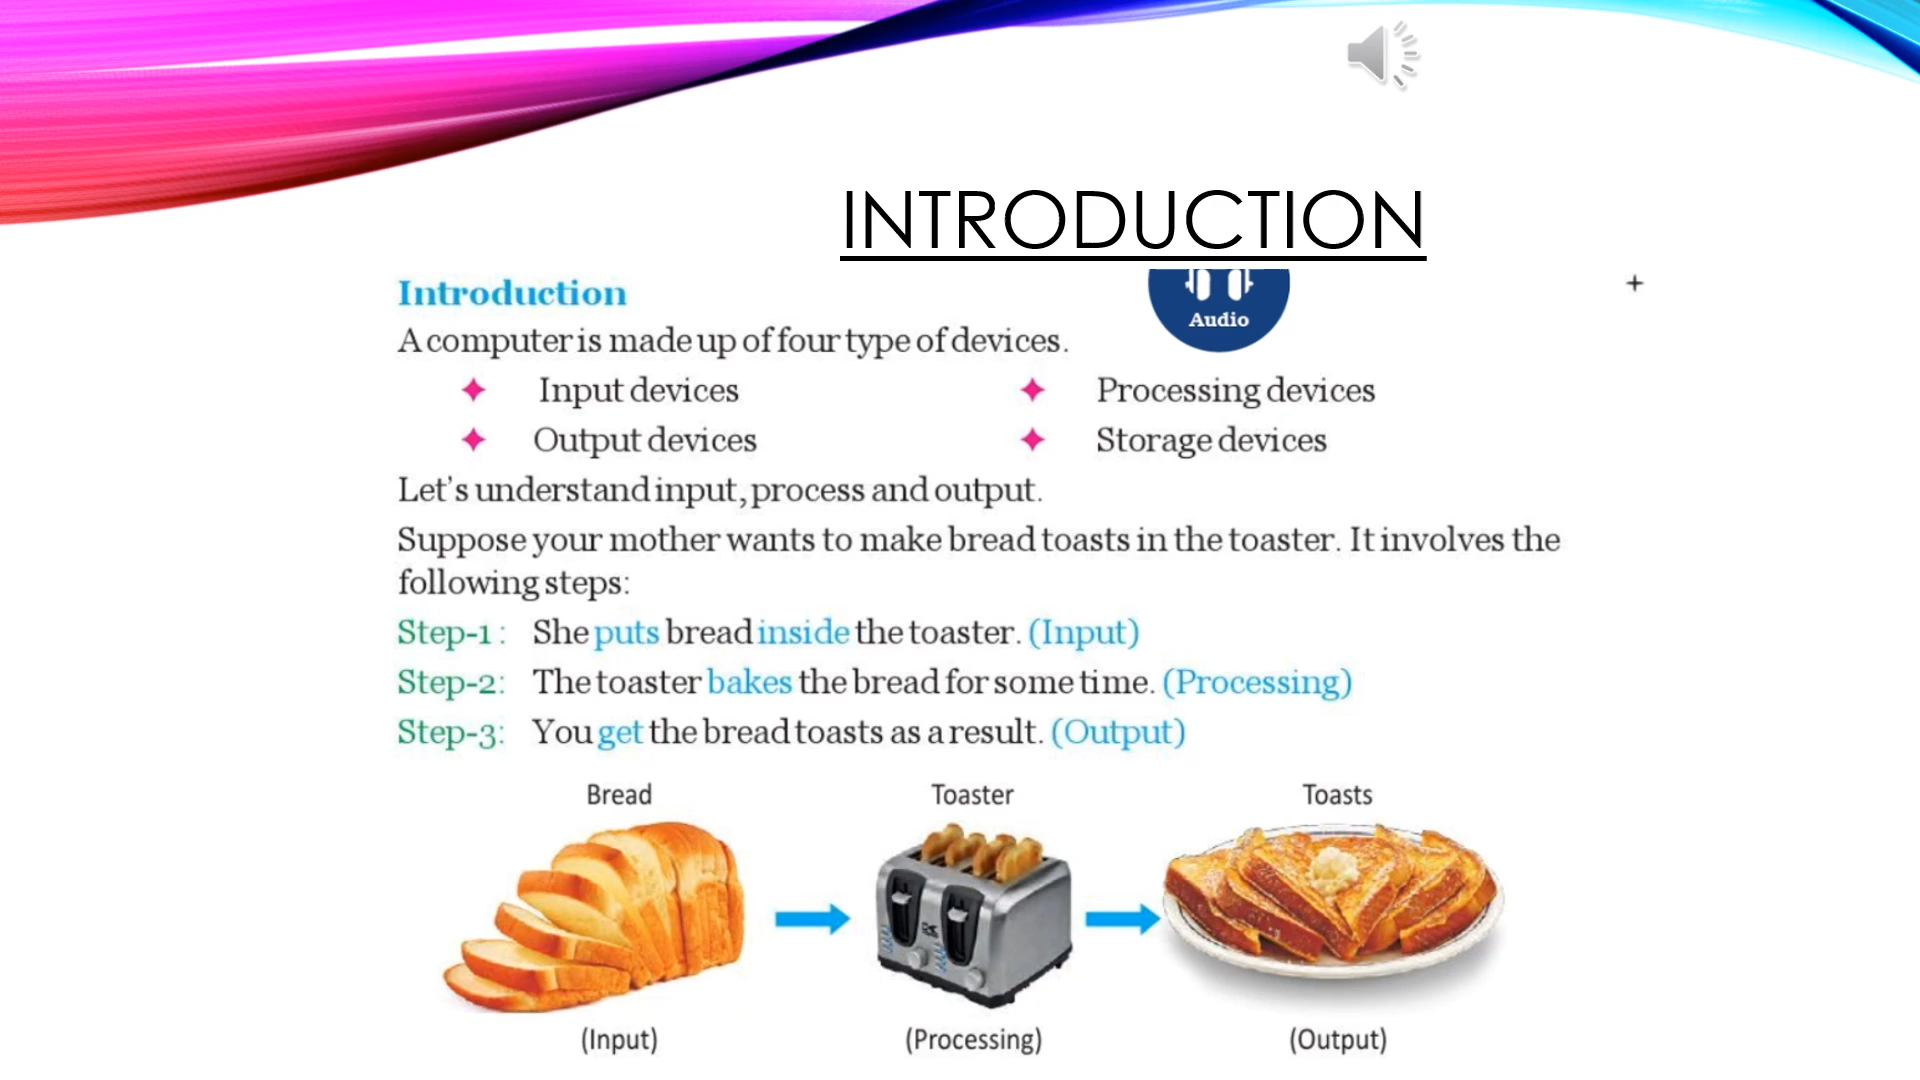 INTRODUCTION
Introduction
Audio
A computer is made up of four type of devices.
Input devices
Processing devices
Output devices
Storage devices
Let's understand input, process and output.
Suppose your mother wants to make bread toasts in the toaster. It involves the
following steps:
Step-1 : She puts bread inside the toaster. (Input)
Step-2: The toaster bakes the bread for some time. (Processing)
Step-3: You get the bread toasts as a result. (Output)
Bread
Toaster
Toasts
(Input)
(Processing)
(Output)